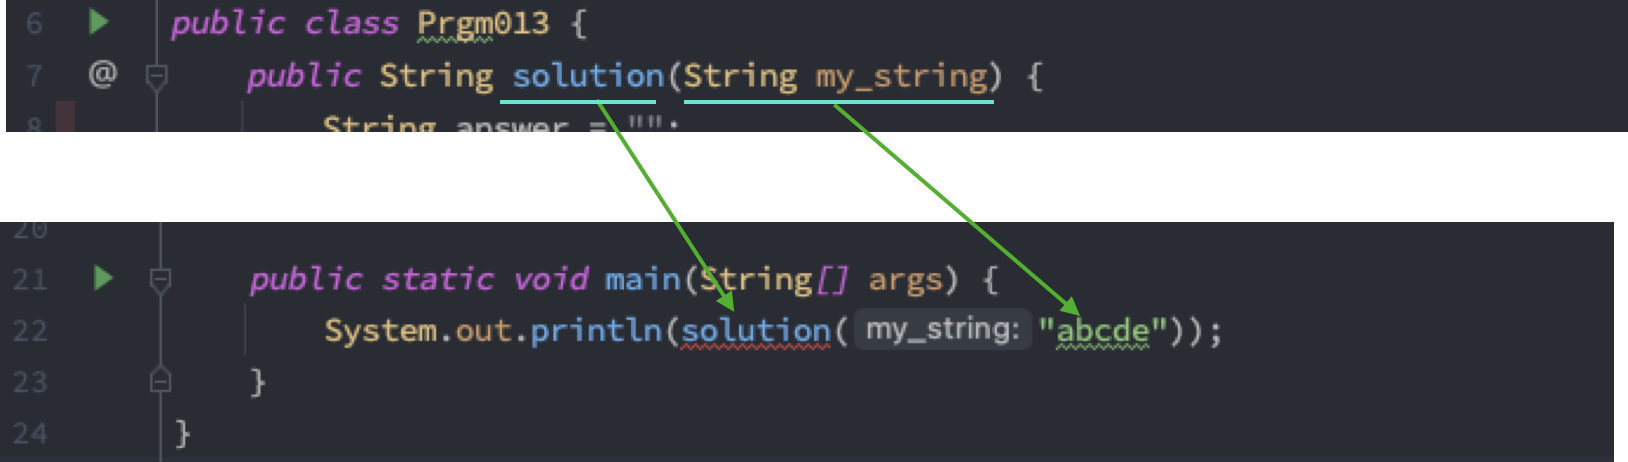 6 public class Prgm013 {
7 @ public String solution(String my_string) {
8 String answer = "";
20
21 public static void main(String[] args) {
22 System.out.println(solution( my_string: "abcde"));
23 }
24 }